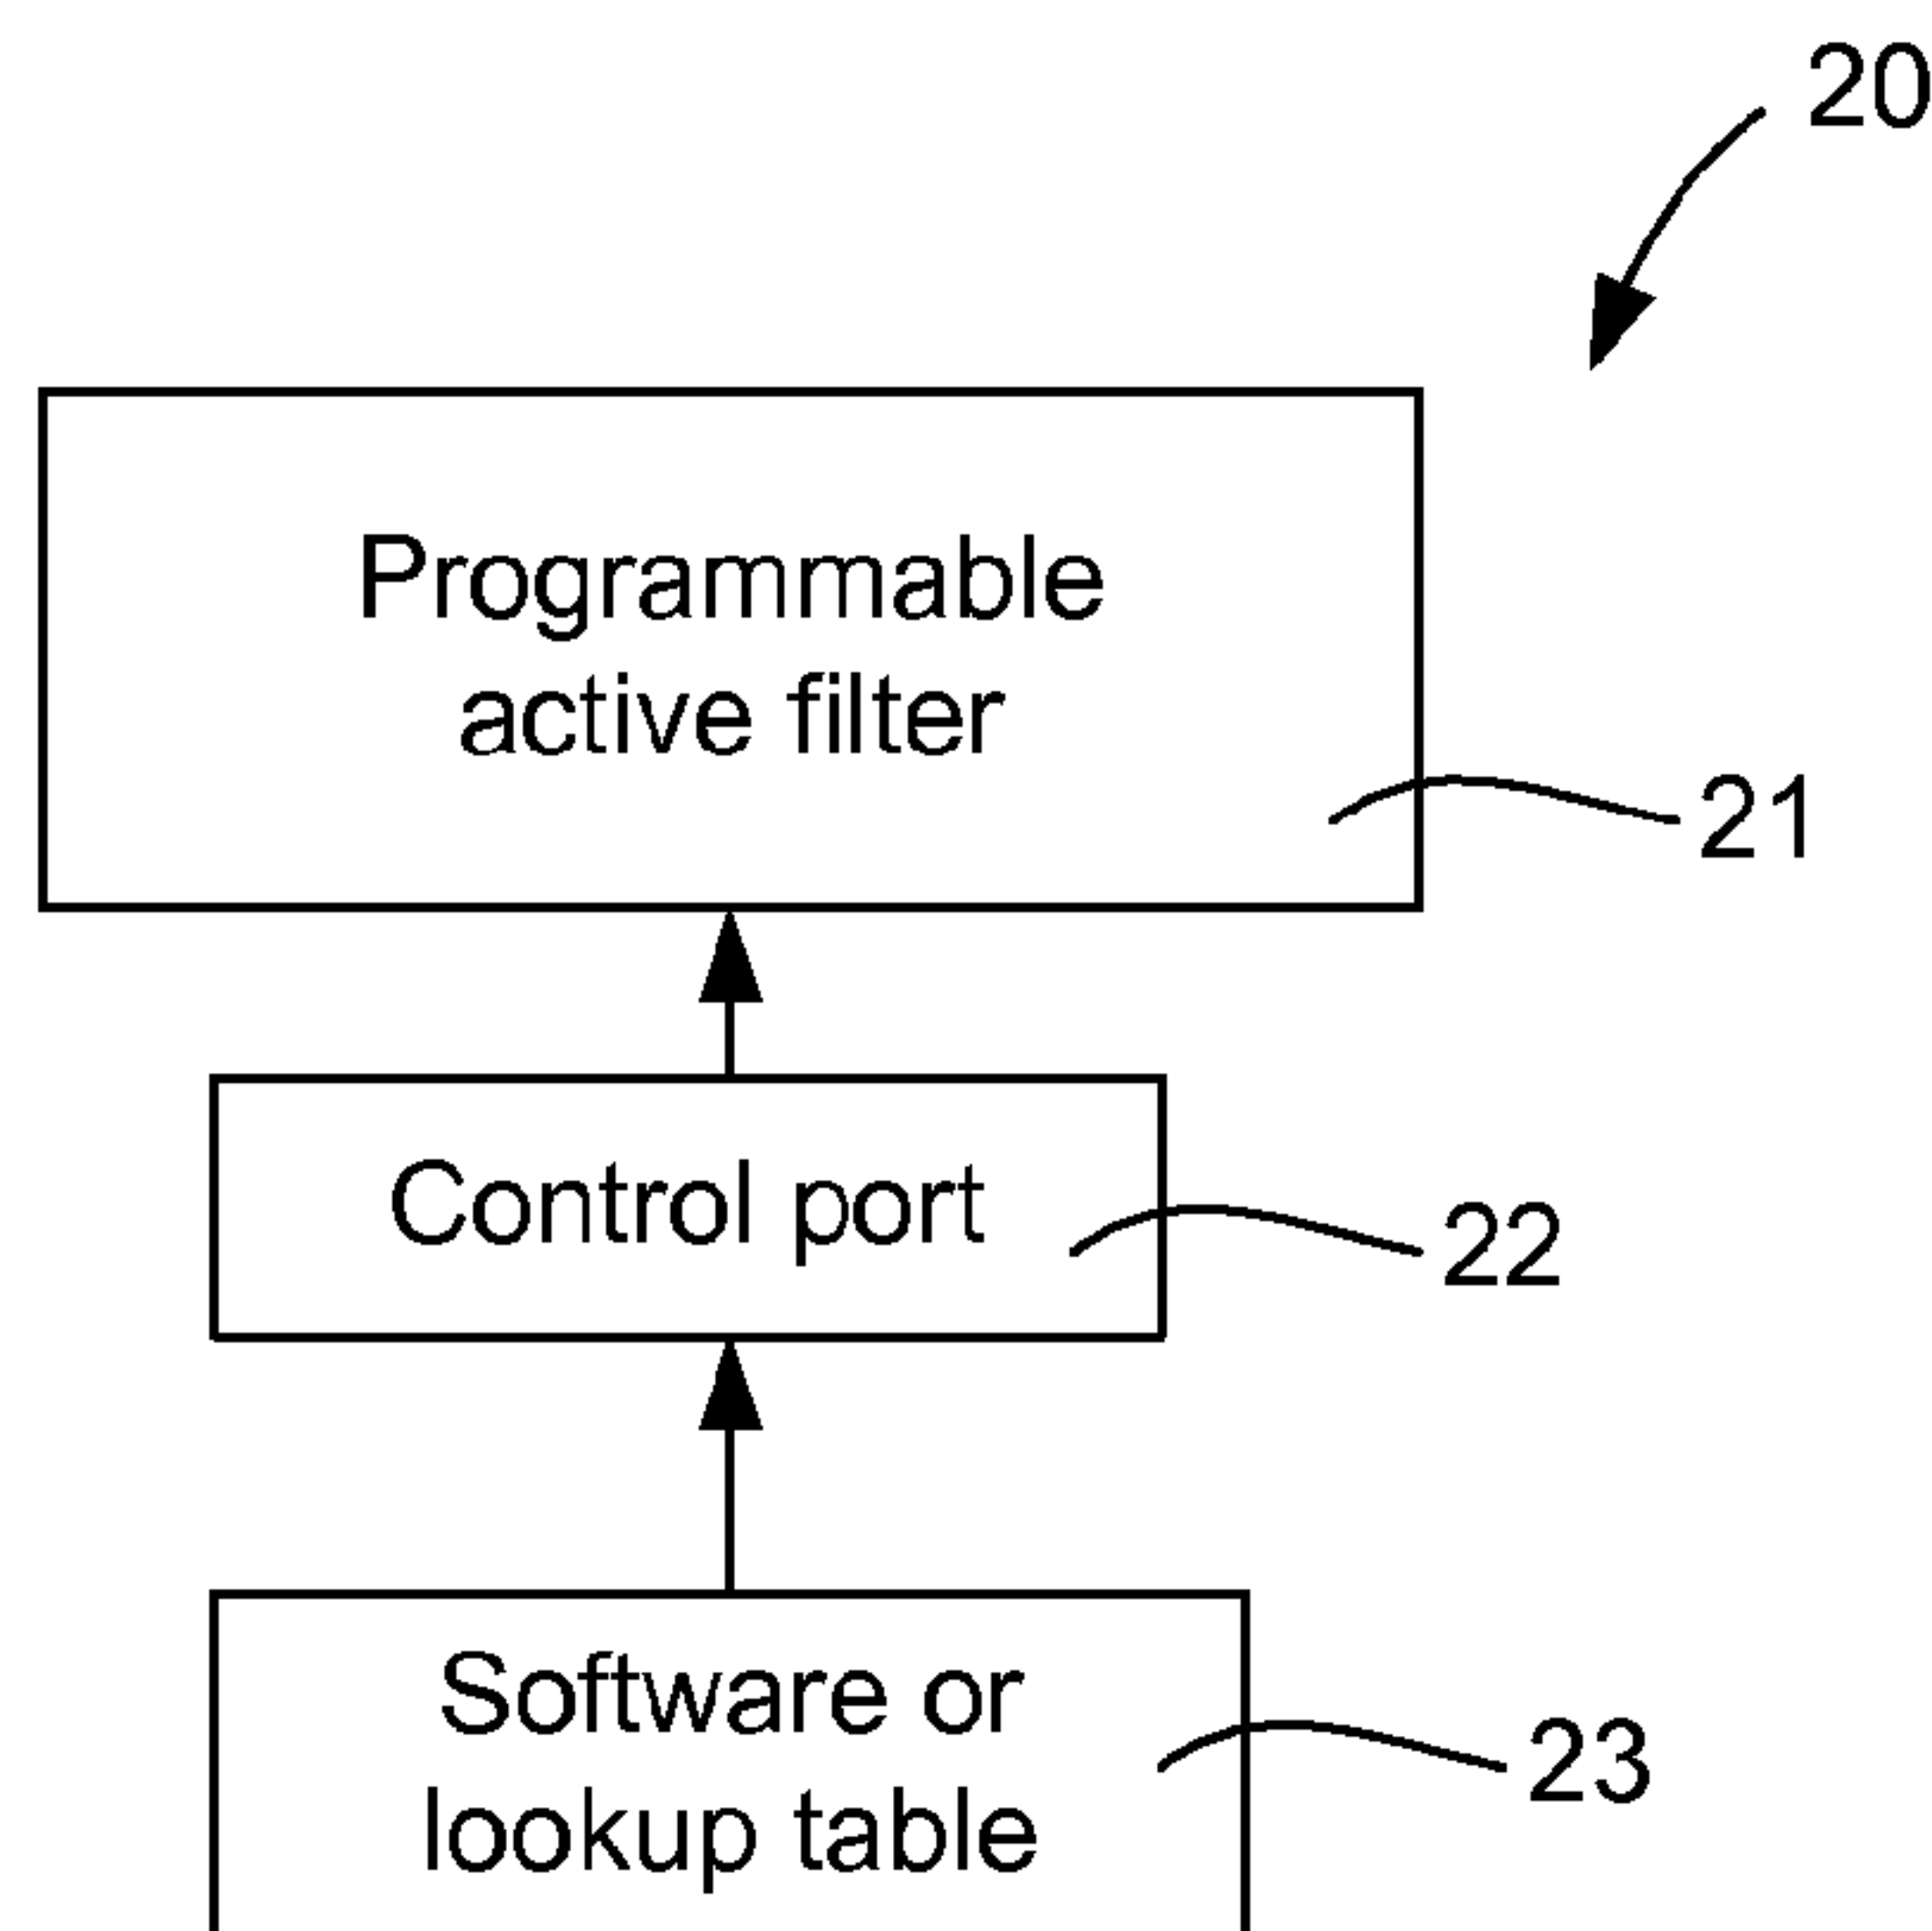 20
Programmable
active filter
21
Control port
22
Software or
lookup table
23